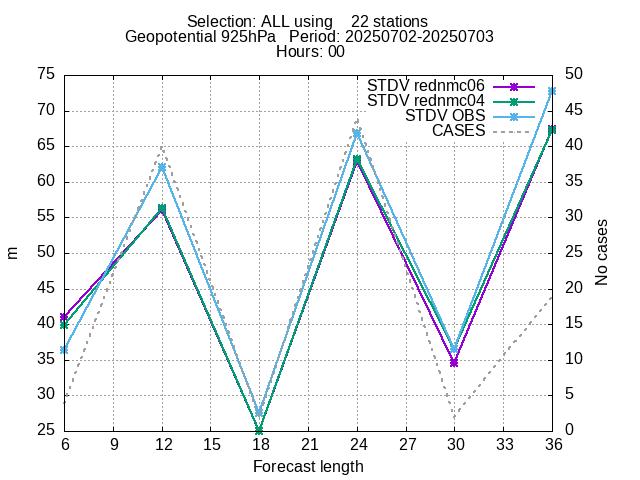 Selection: ALL using    22 stations
Geopotential 925hPa   Period: 20250702-20250703
Hours: 00
STDV rednmc06
STDV rednmc04
STDV OBS
CASES
75
70
65
60
55
50
45
40
35
30
25
m
50
45
40
35
30
25
20
15
10
5
0
No cases
6 9 12 15 18 21 24 27 30 33 36
Forecast length